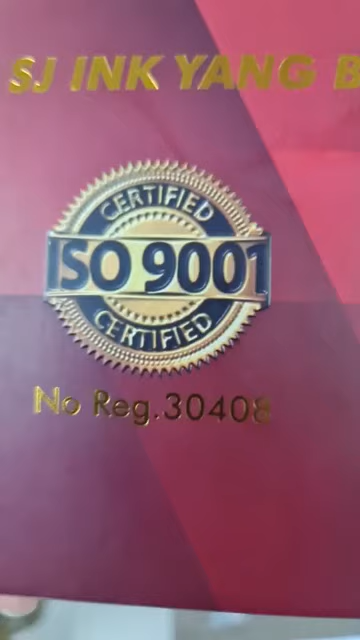 SJ INK YANG B
CERTIFIED
ISO 9001
CERTIFIED
No Reg.30408